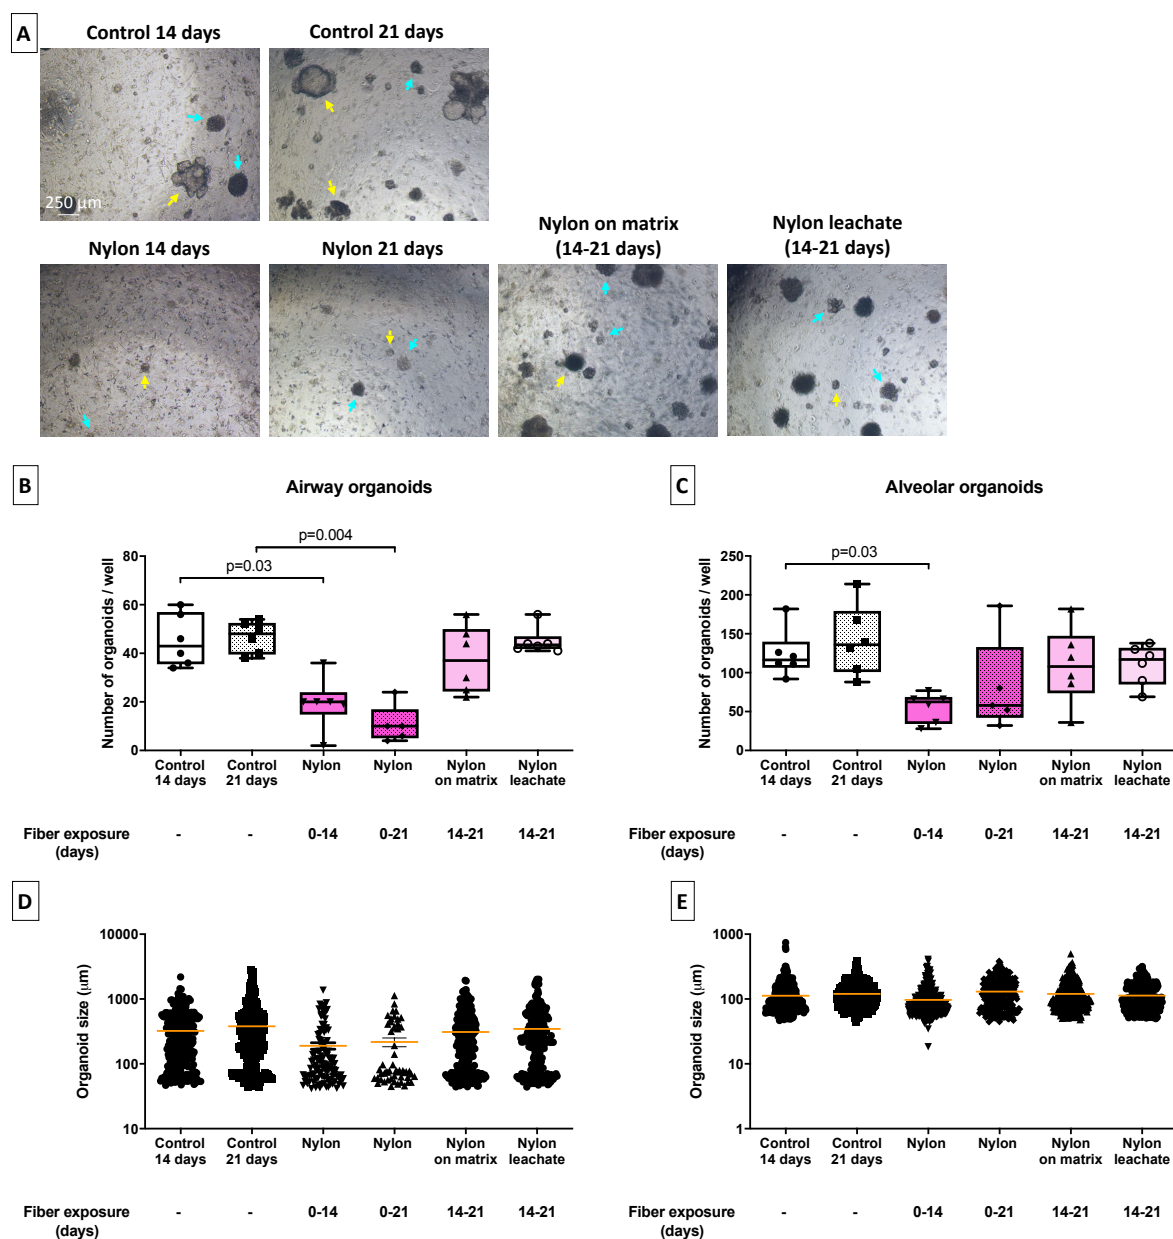 A
Control 14 days
Control 21 days
250 μm
Nylon 14 days
Nylon 21 days
Nylon on matrix
(14-21 days)
Nylon leachate
(14-21 days)
B
Airway organoids
Number of organoids / well
80
60
40
20
0
p=0.004
p=0.03
Control
14 days
Control
21 days
Nylon
Nylon
Nylon
on matrix
Nylon
leachate
Fiber exposure
(days)
-
-
0-14
0-21
14-21
14-21
C
Alveolar organoids
Number of organoids / well
250
200
150
100
50
0
p=0.03
Control
14 days
Control
21 days
Nylon
Nylon
Nylon
on matrix
Nylon
leachate
Fiber exposure
(days)
-
-
0-14
0-21
14-21
14-21
D
Organoid size (μm)
10000
1000
100
10
Control
14 days
Control
21 days
Nylon
Nylon
Nylon
on matrix
Nylon
leachate
Fiber exposure
(days)
-
-
0-14
0-21
14-21
14-21
E
Organoid size (μm)
1000
100
10
1
Control
14 days
Control
21 days
Nylon
Nylon
Nylon
on matrix
Nylon
leachate
Fiber exposure
(days)
-
-
0-14
0-21
14-21
14-21